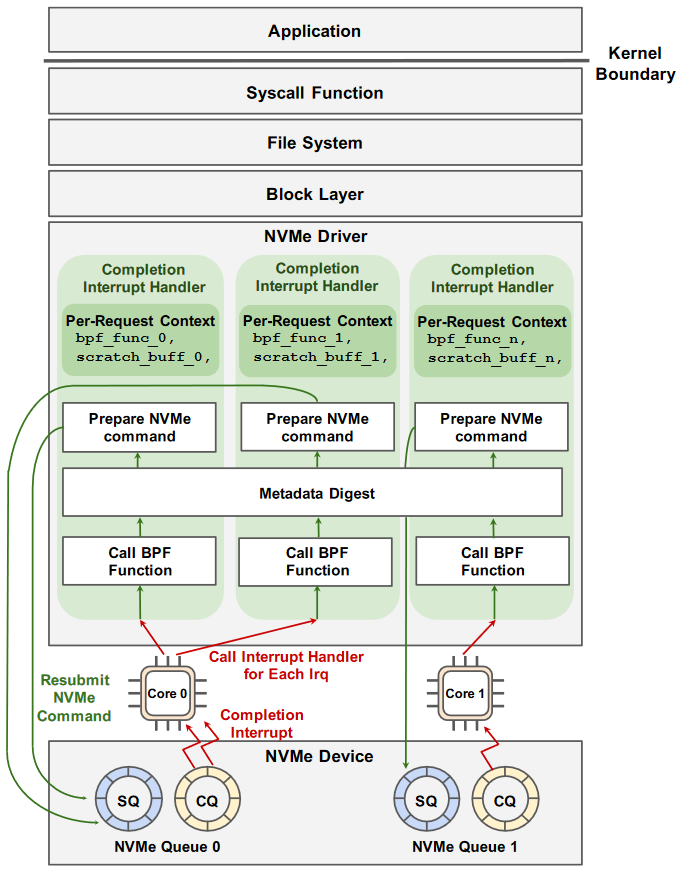 Application
Kernel
Boundary
Syscall Function
File System
Block Layer
NVMe Driver
Completion
Interrupt Handler
Per-Request Context
bpf_func_0,
scratch_buff_0,
Prepare NVMe
command
Completion
Interrupt Handler
Per-Request Context
bpf_func_1,
scratch_buff_1,
Prepare NVMe
command
Completion
Interrupt Handler
Per-Request Context
bpf_func_n,
scratch_buff_n,
Prepare NVMe
command
Metadata Digest
Call BPF
Function
Call BPF
Function
Call BPF
Function
Call Interrupt Handler
for Each Irq
Core 0
Core 1
Resubmit
NVMe
Command
Completion
Interrupt
NVMe Device
SQ
CQ
SQ
CQ
NVMe Queue 0
NVMe Queue 1